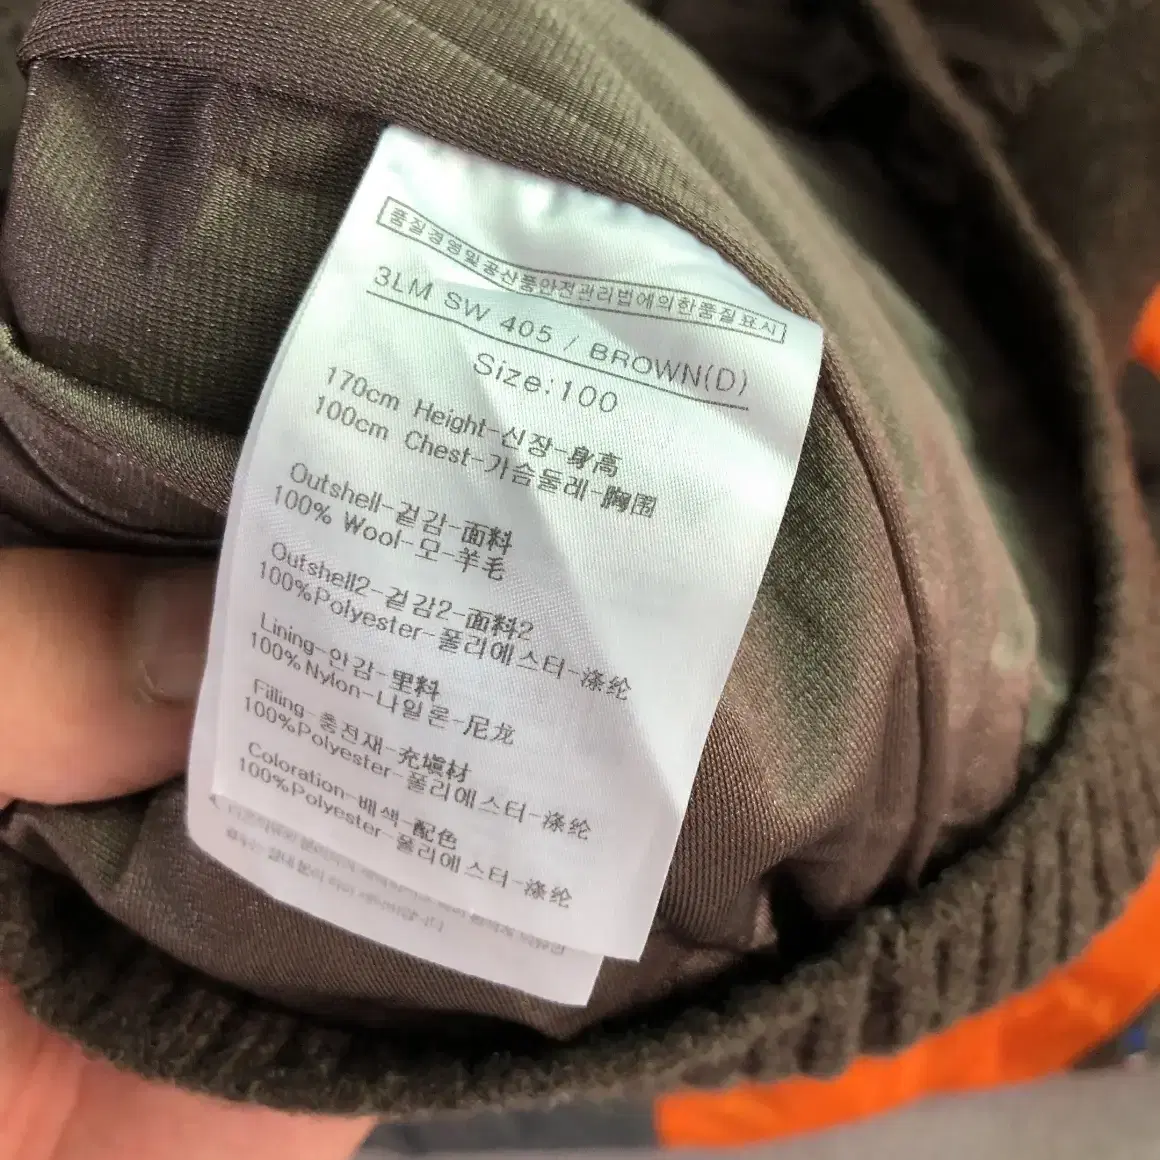 품질경영및공산품안전관리법에의한품질표시
3LM SW 405 / BROWN(D)
Size:100
170cm Height-신장-身高
100cm Chest-가슴둘레-胸围
Outshell-겉감-面料
100% Wool-모-羊毛
Outshell2-겉감2-面料2
100%Polyester-폴리에스터-涤纶
Lining-안감-里料
100%Nylon-나일론-尼龙
Filling-충전재-充塡材
100%Polyester-폴리에스터-涤纶
Coloration-배색-配色
100%Polyester-폴리에스터-涤纶